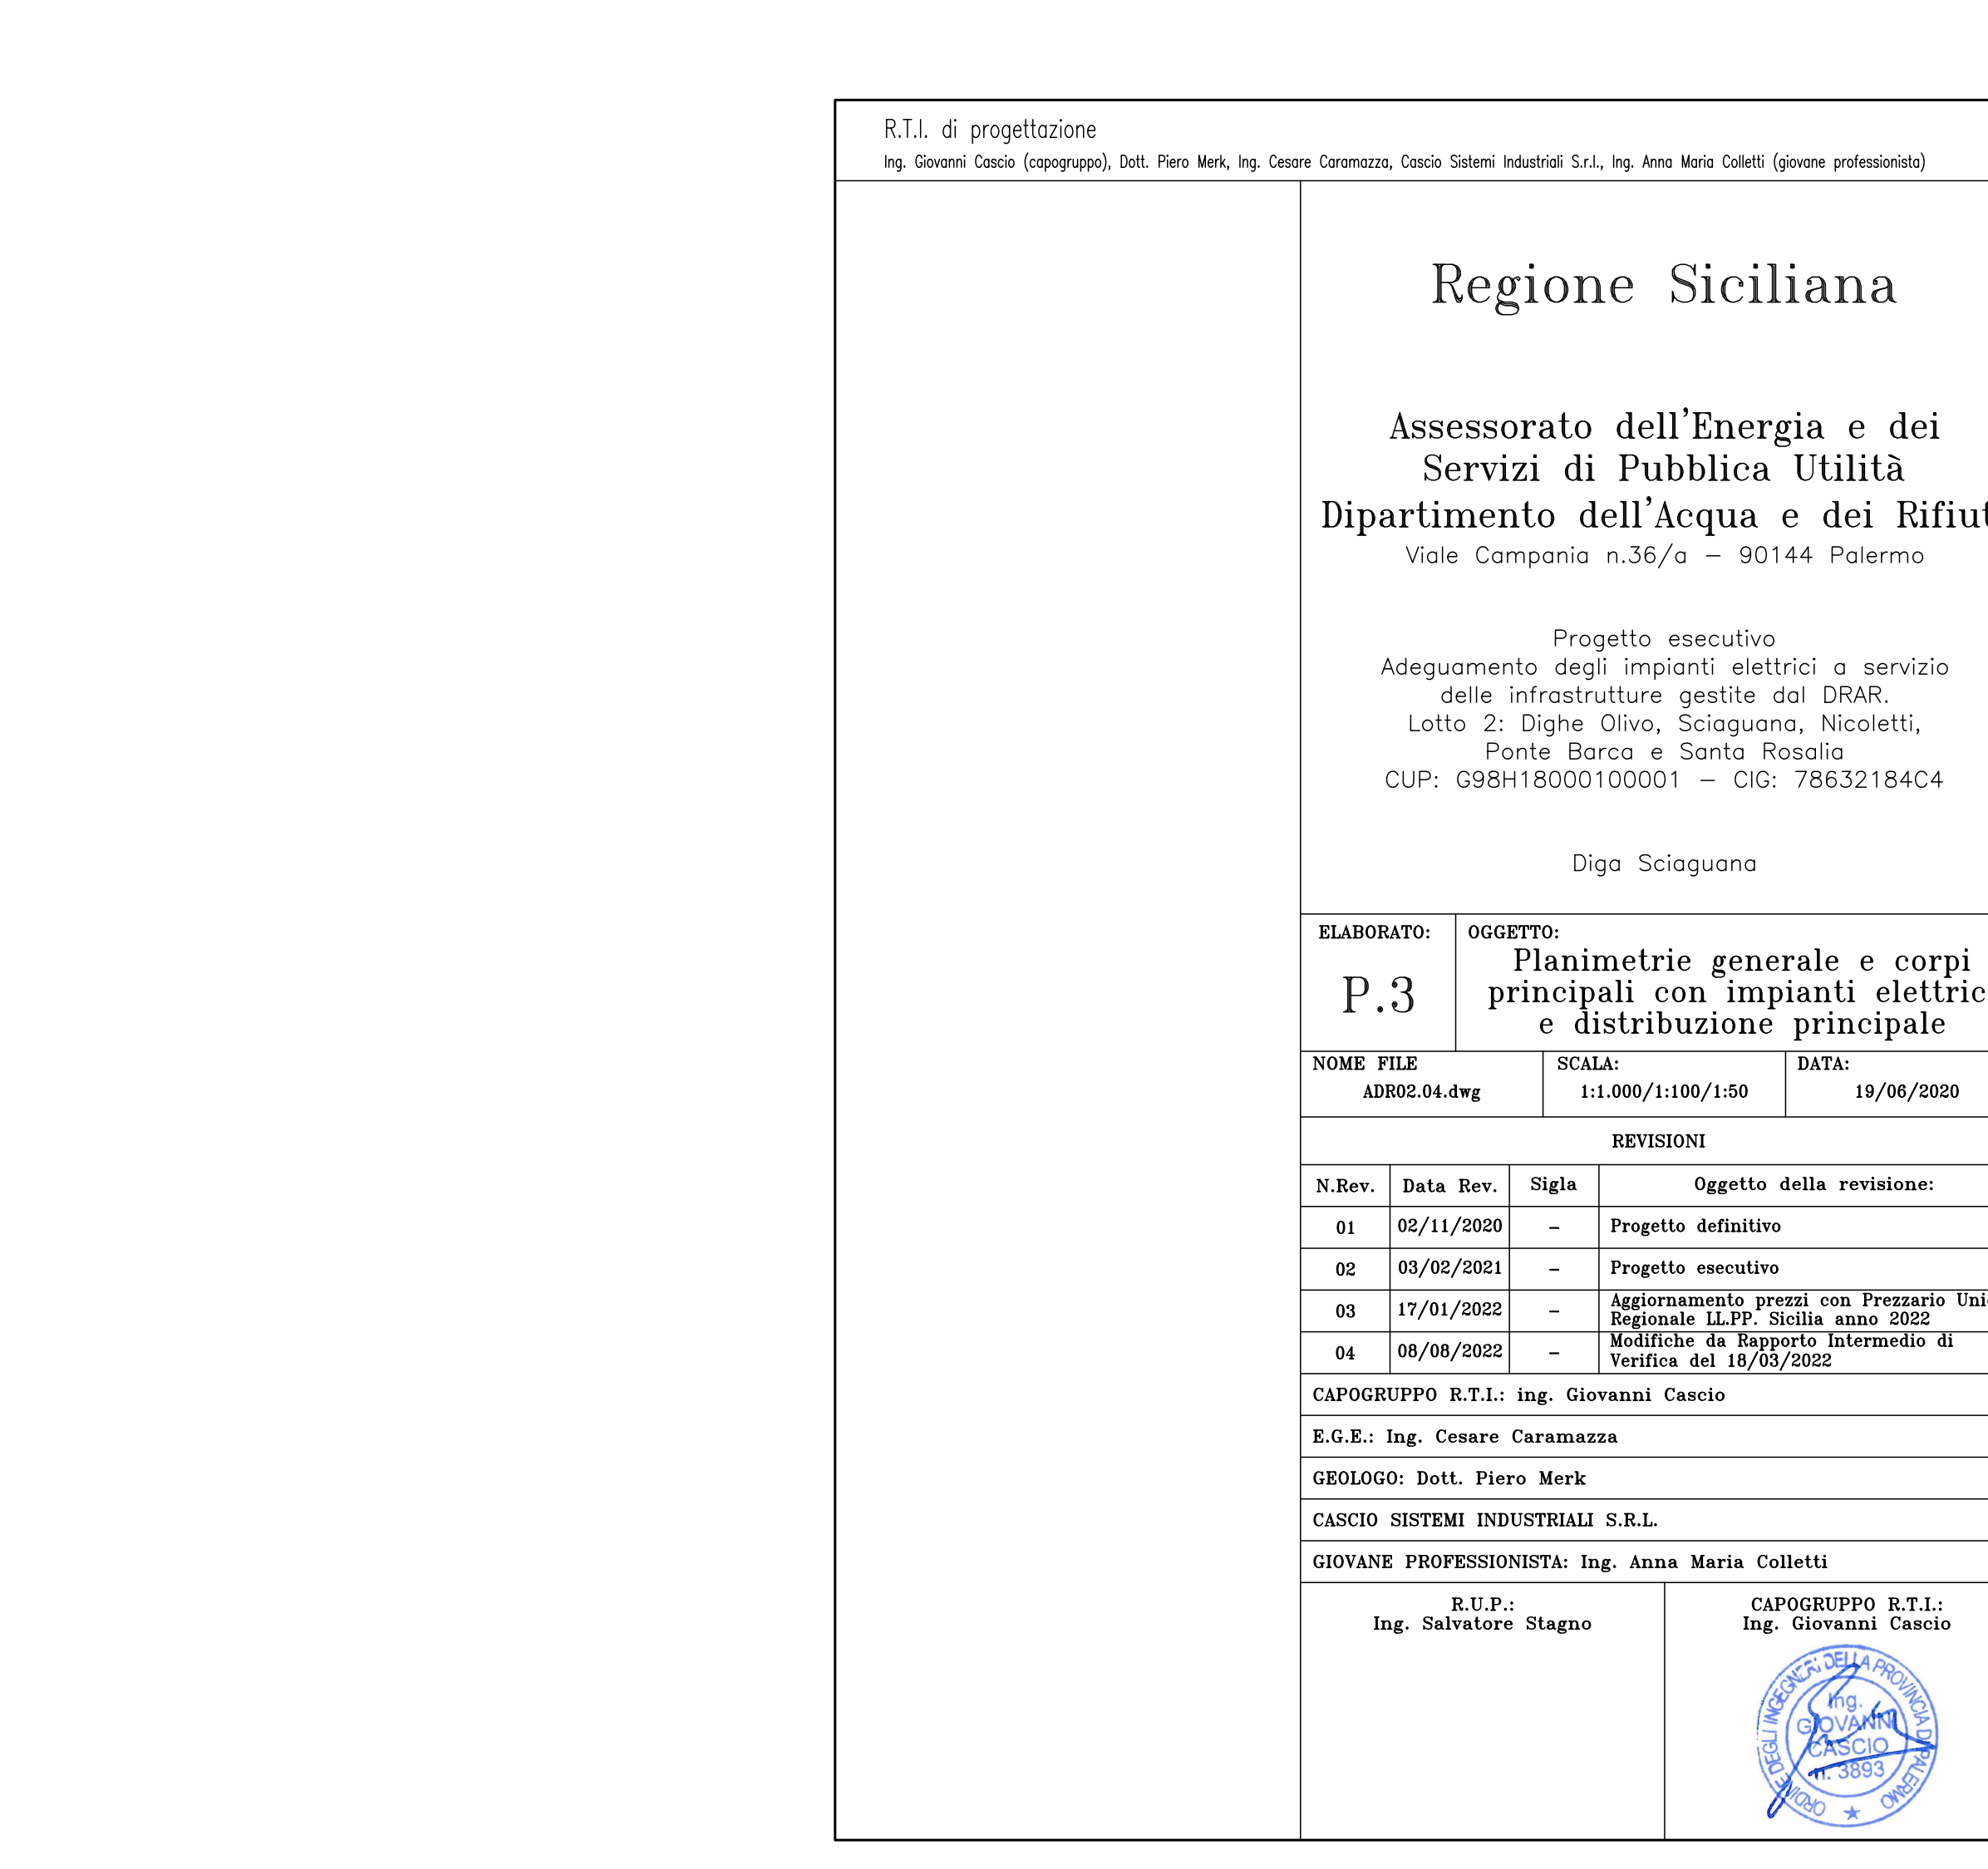 R.T.I. di progettazione
Ing. Giovanni Cascio (capogruppo), Dott. Piero Merk, Ing. Cesare Caramazza, Cascio Sistemi Industriali S.r.l., Ing. Anna Maria Colletti (giovane professionista)
Regione Siciliana
Assessorato dell'Energia e dei
Servizi di Pubblica Utilità
Dipartimento dell'Acqua e dei Rifiut
Viale Campania n.36/a – 90144 Palermo
Progetto esecutivo
Adeguamento degli impianti elettrici a servizio
delle infrastrutture gestite dal DRAR.
Lotto 2: Dighe Olivo, Sciaguana, Nicoletti,
Ponte Barca e Santa Rosalia
CUP: G98H18000100001 – CIG: 78632184C4
Diga Sciaguana
ELABORATO:
P.3
OGGETTO:
Planimetrie generale e corpi
principali con impianti elettric
e distribuzione principale
NOME FILE
ADR02.04.dwg
SCALA:
1:1.000/1:100/1:50
DATA:
19/06/2020
REVISIONI
N.Rev. Data Rev. Sigla Oggetto della revisione:
01 02/11/2020 – Progetto definitivo
02 03/02/2021 – Progetto esecutivo
03 17/01/2022 – Aggiornamento prezzi con Prezzario Uni
Regionale LL.PP. Sicilia anno 2022
04 08/08/2022 – Modifiche da Rapporto Intermedio di
Verifica del 18/03/2022
CAPOGRUPPO R.T.I.: ing. Giovanni Cascio
E.G.E.: Ing. Cesare Caramazza
GEOLOGO: Dott. Piero Merk
CASCIO SISTEMI INDUSTRIALI S.R.L.
GIOVANE PROFESSIONISTA: Ing. Anna Maria Colletti
R.U.P.:
Ing. Salvatore Stagno
CAPOGRUPPO R.T.I.:
Ing. Giovanni Cascio
ORDINE DEGLI INGEGNERI DELLA PROVINCIA DI PALERMO
Ing.
GIOVANNI
CASCIO
n. 3893